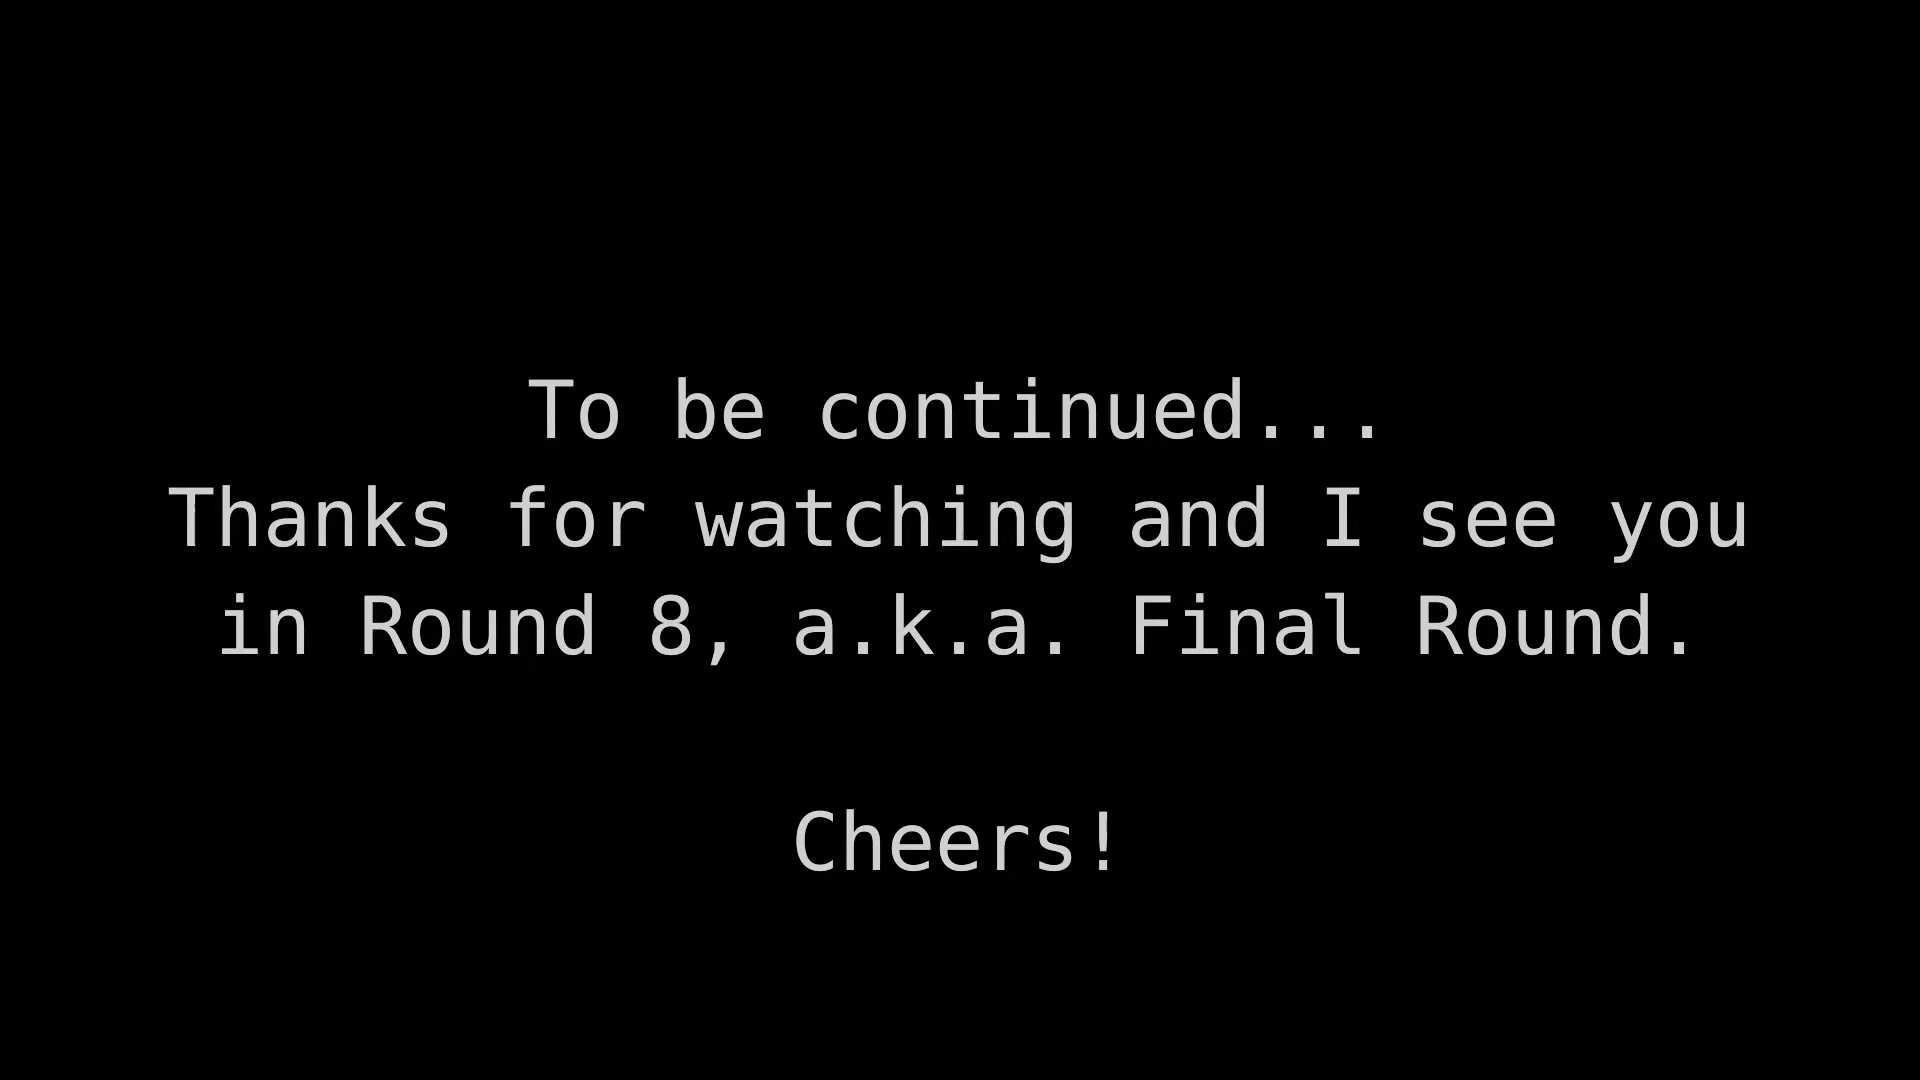 To be continued...
Thanks for watching and I see you
in Round 8, a.k.a. Final Round.
Cheers!